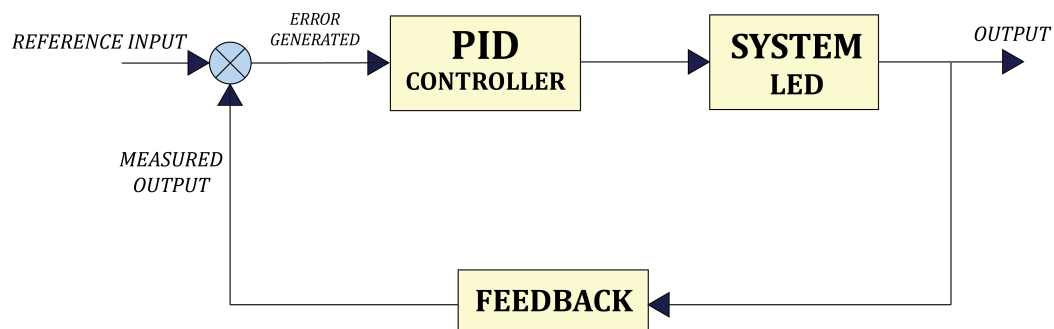 REFERENCE INPUT
ERROR
GENERATED
PID
CONTROLLER
SYSTEM
LED
OUTPUT
MEASURED
OUTPUT
FEEDBACK